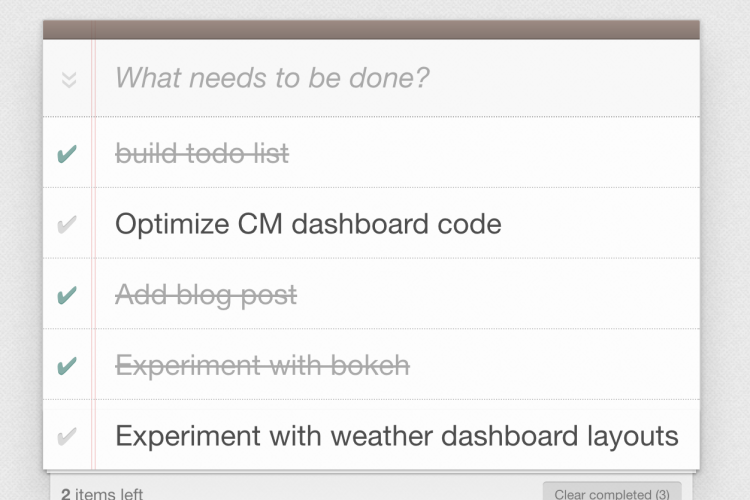 What needs to be done?
build todo list
Optimize CM dashboard code
Add blog post
Experiment with bokeh
Experiment with weather dashboard layouts
2 items left
Clear completed (3)